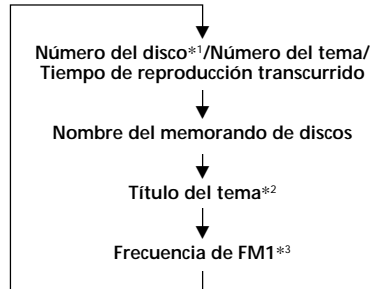 Número del disco*1/Número del tema/
Tiempo de reproducción transcurrido
Nombre del memorando de discos
Título del tema*2
Frecuencia de FM1*3